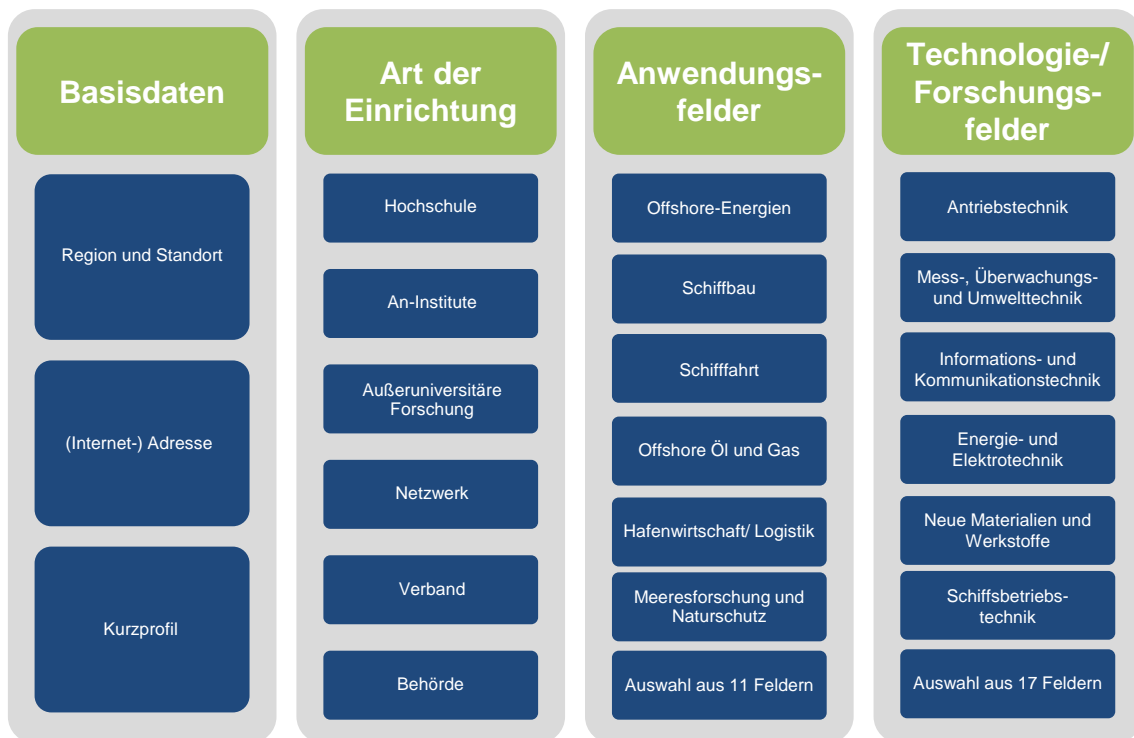 Basisdaten
Region und Standort
(Internet-) Adresse
Kurzprofil
Art der
Einrichtung
Hochschule
An-Institute
Außeruniversitäre
Forschung
Netzwerk
Verband
Behörde
Anwendungs-
felder
Offshore-Energien
Schiffbau
Schifffahrt
Offshore Öl und Gas
Hafenwirtschaft/ Logistik
Meeresforschung und
Naturschutz
Auswahl aus 11 Feldern
Technologie-/
Forschungs-
felder
Antriebstechnik
Mess-, Überwachungs-
und Umwelttechnik
Informations- und
Kommunikationstechnik
Energie- und
Elektrotechnik
Neue Materialien und
Werkstoffe
Schiffsbetriebs-
technik
Auswahl aus 17 Feldern